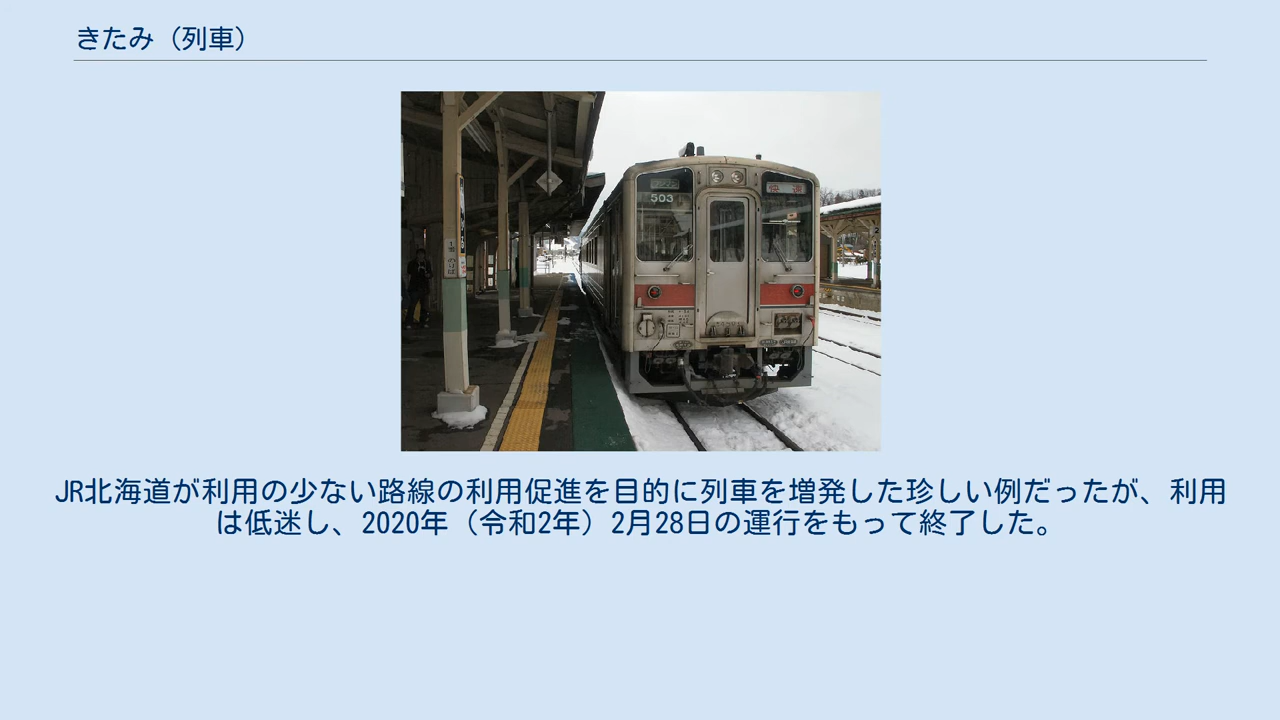 きたみ（列車）
503
快速
JR北海道が利用の少ない路線の利用促進を目的に列車を増発した珍しい例だったが、利用
は低迷し、2020年（令和2年）2月28日の運行をもって終了した。